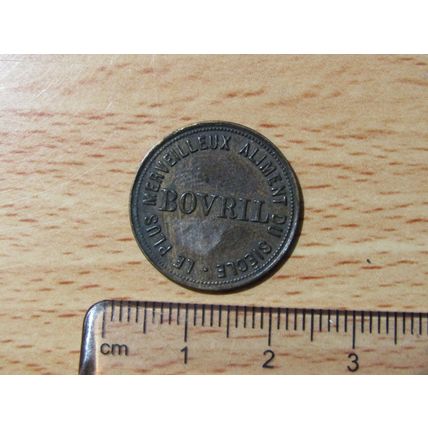 LE PLUS MERVEILLEUX ALIMENT DU SIECLE •
BOVRIL
cm 1 2 3